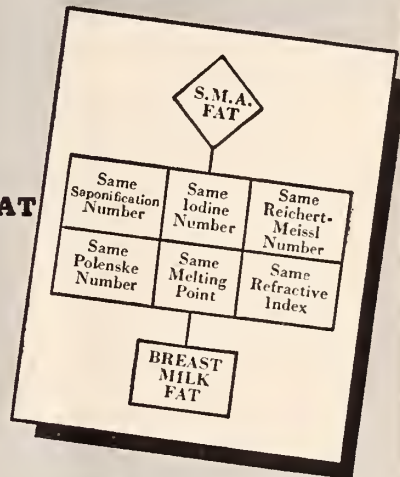 S.M.A.
FAT
AT
Same
Saponification
Number
Same
Iodine
Number
Same
Reichert-
Meissl
Number
Same
Polenske
Number
Same
Melting
Point
Same
Refractive
Index
BREAST
MILK
FAT